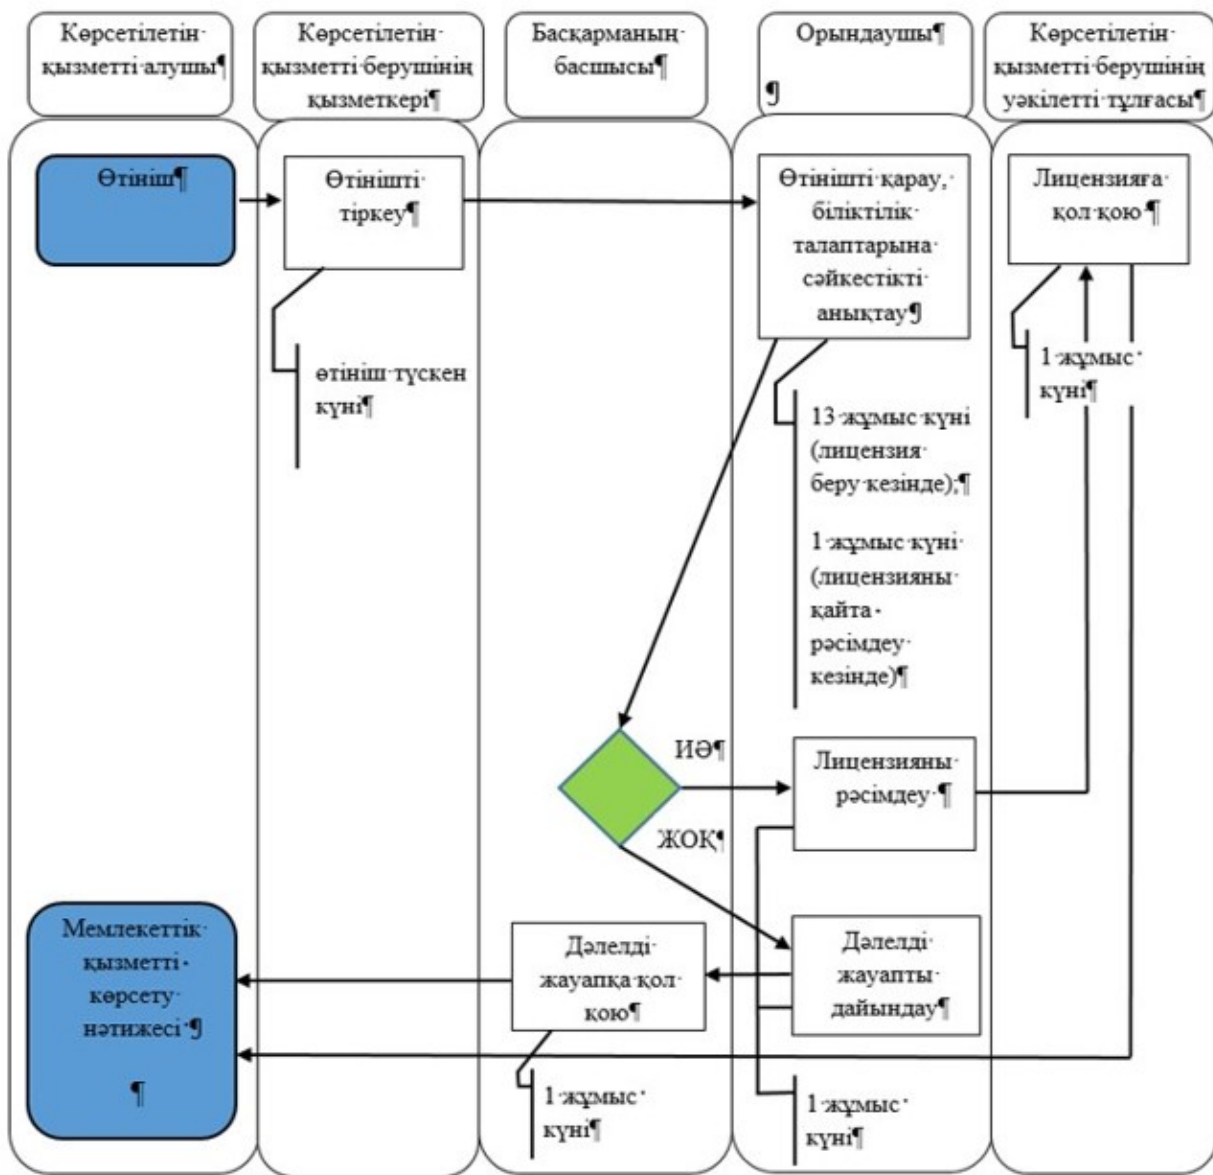 Көрсетілетін·
қызметті·алушы¶
Көрсетілетін·
қызметті·берушінің·
қызметкері¶
Басқарманың·
басшысы¶
Орындаушы¶
¶
Көрсетілетін·
қызметті·берушінің·
уәкілетті·тұлғасы¶
Өтініш¶
Өтінішті·
тіркеу¶
Өтінішті·қарау,·
біліктілік·
талаптарына·
сәйкестікті·
анықтау¶
Лицензияға·
қол·қою·¶
өтініш·түскен
күні¶
13·жұмыс·күні
(лицензия·
беру·кезінде);¶
1·жұмыс·күні·
(лицензияны·
қайта·
рәсімдеу·
кезінде)¶
1·жұмыс·
күні¶
ИӘ¶
ЖОҚ¶
Лицензияны·
рәсімдеу·¶
Мемлекеттік·
қызметті·
көрсету·
нәтижесі·¶
¶
Дәлелді·
жауапқа·қол·
қою¶
Дәлелді·
жауапты·
дайындау¶
1·жұмыс·
күні¶
1·жұмыс·
күні¶